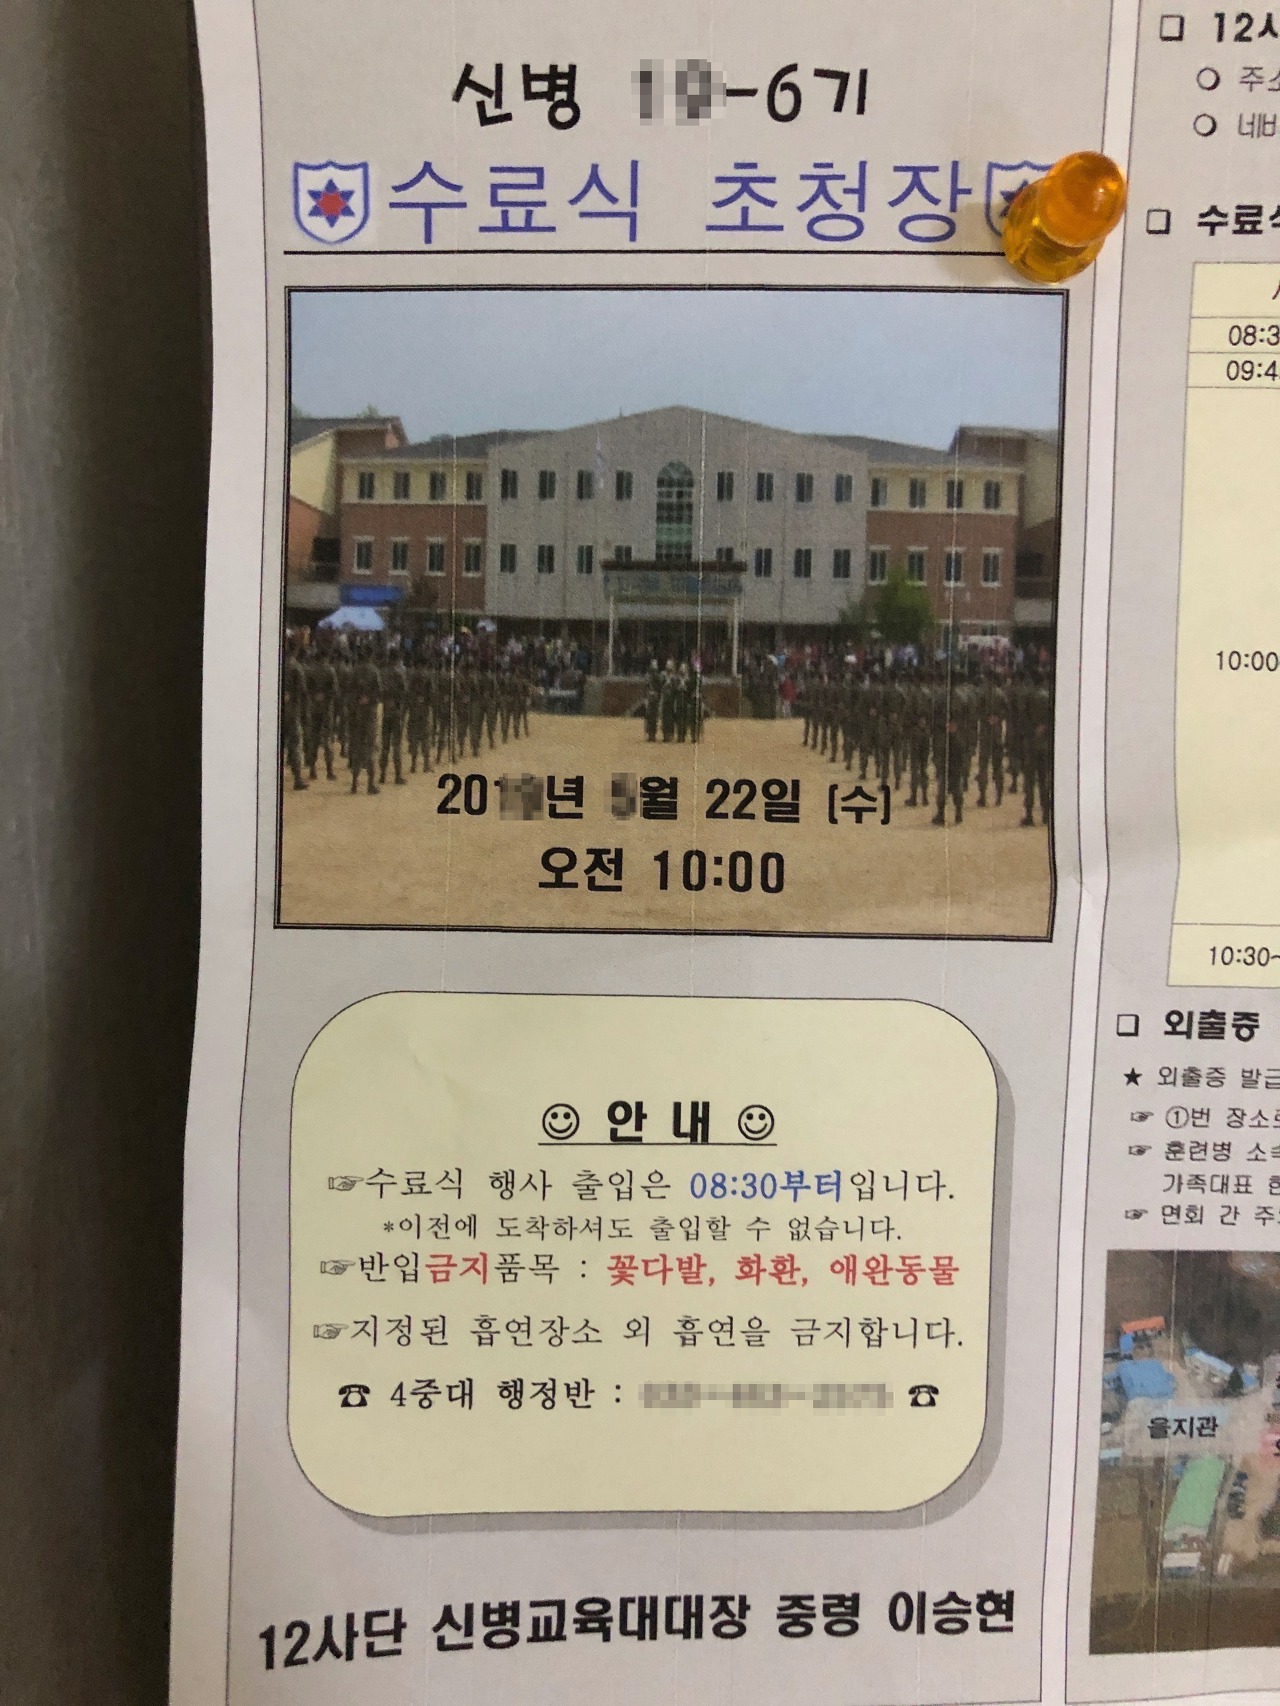 신병 -6기
수료식 초청장
20 년 월 22일 (수)
오전 10:00
☺ 안 내 ☺
☞수료식 행사 출입은 08:30부터입니다.
*이전에 도착하셔도 출입할 수 없습니다.
☞반입금지품목 : 꽃다발, 화환, 애완동물
☞지정된 흡연장소 외 흡연을 금지합니다.
☎ 4중대 행정반 : ☎
12사단 신병교육대대장 중령 이승현
❑ 12사
○ 주소
○ 네비
❑ 수료식
08:3
09:4
10:00
10:30~
❑ 외출증
★ 외출증 발급
☞ ①번 장소로
☞ 훈련병 소속
가족대표 한
☞ 면회 간 주
을지관